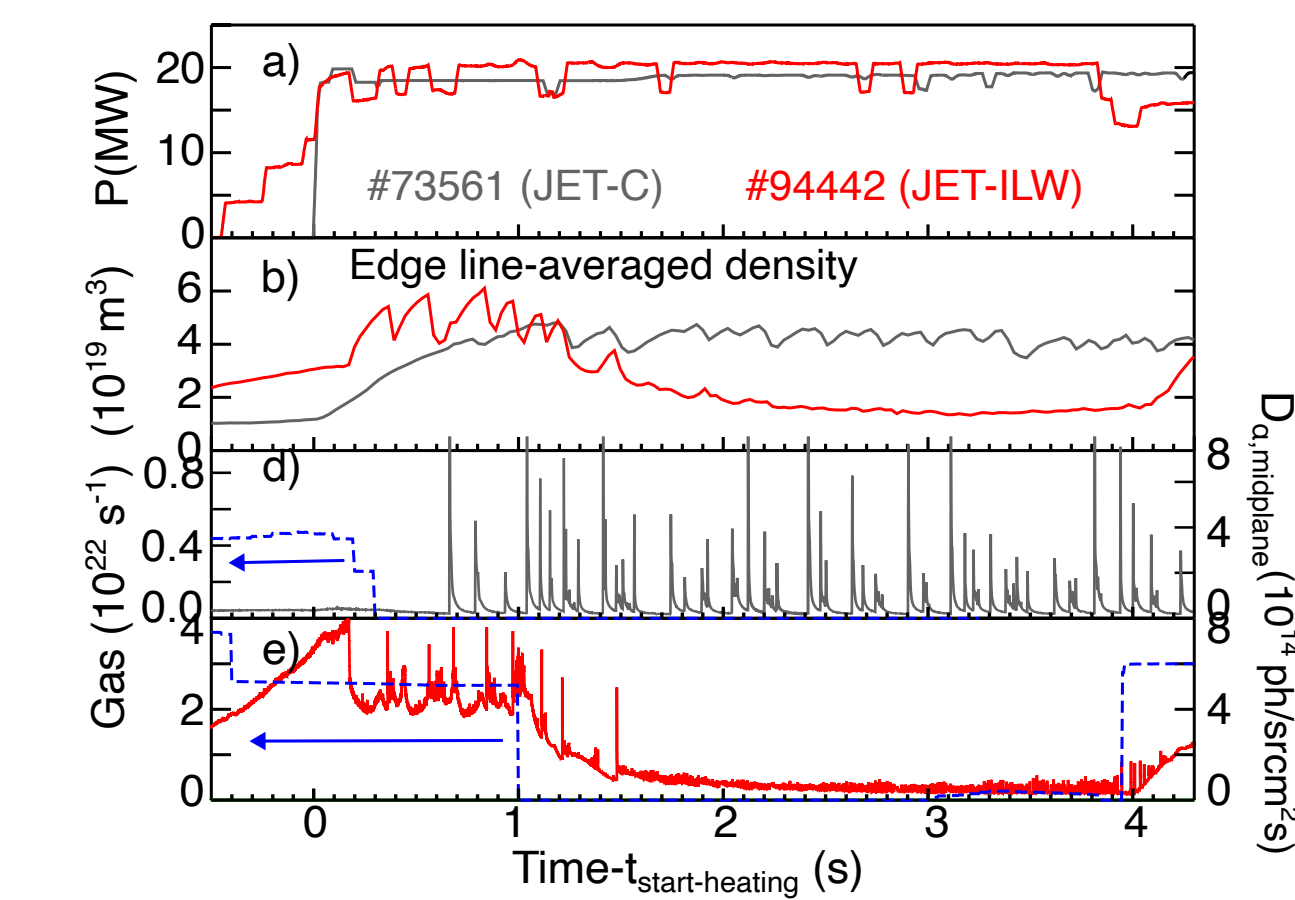 a)
P(MW)
20
10
0
#73561 (JET-C)
#94442 (JET-ILW)
b)
Edge line-averaged density
(10¹⁹ m³)
6
4
2
0
d)
0.8
0.4
0.0
8
4
0
e)
Gas (10²² s⁻¹)
4
2
0
8
4
0
Dα,midplane (10¹⁴ ph/srcm²s)
0 1 2 3 4
Time-tstart-heating (s)